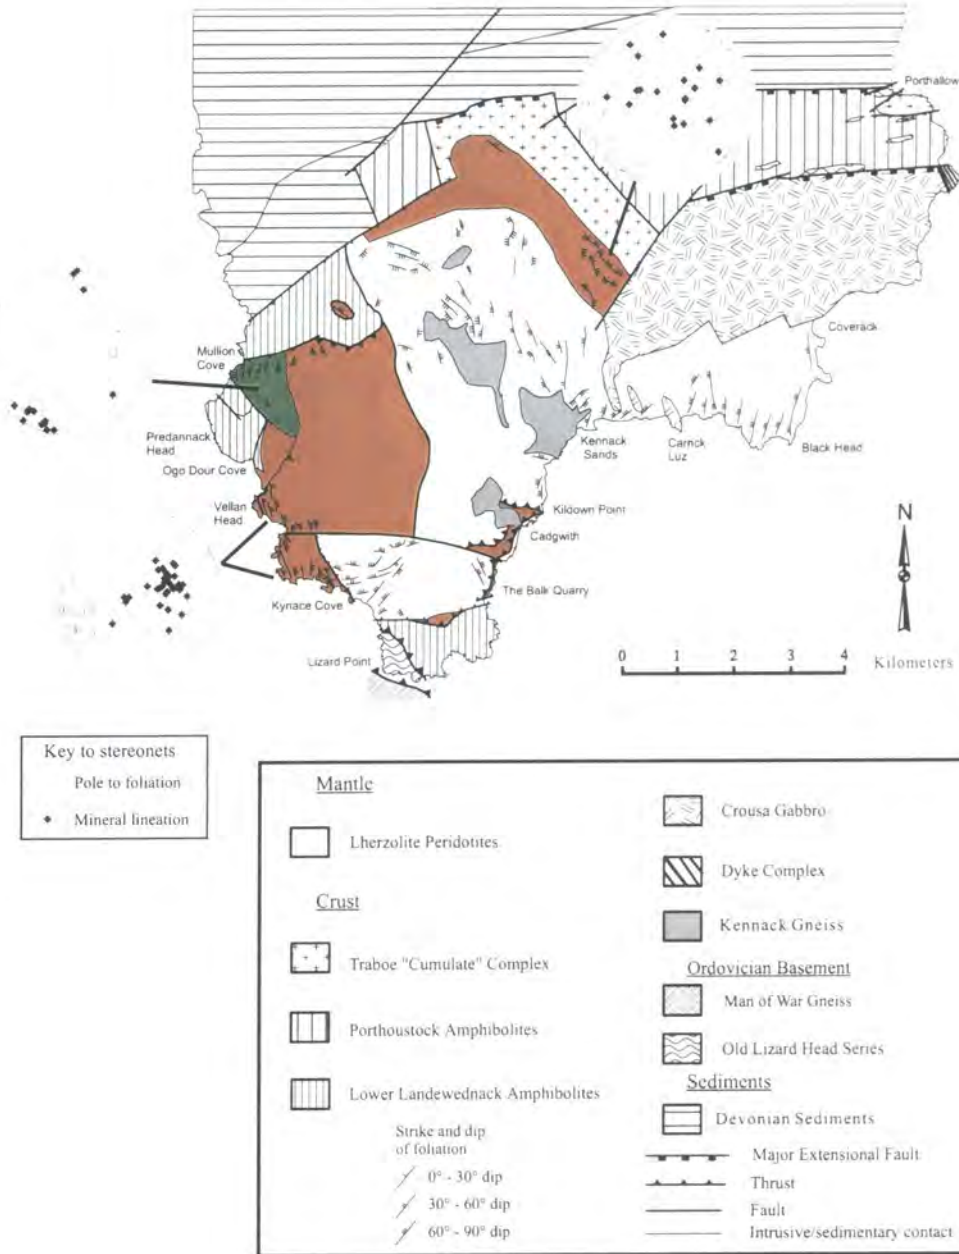 Porthallow
Mullion
Cove
Coverack
Predannack
Head
Kennack
Sands
Carrick
Luz
Black Head
Ogo Dour Cove
Vellan
Head
Kildown Point
N
Cadgwith
The Balk Quarry
Kynace Cove
Lizard Point
0 1 2 3 4
Kilometers
Key to stereonets
Pole to foliation
Mineral lineation
Mantle
Lherzolite Peridotites
Crust
Traboe "Cumulate" Complex
Porthoustock Amphibolites
Lower Landewednack Amphibolites
Strike and dip
of foliation
0° - 30° dip
30° - 60° dip
60° - 90° dip
Crousa Gabbro
Dyke Complex
Kennack Gneiss
Ordovician Basement
Man of War Gneiss
Old Lizard Head Series
Sediments
Devonian Sediments
Major Extensional Fault
Thrust
Fault
Intrusive/sedimentary contact